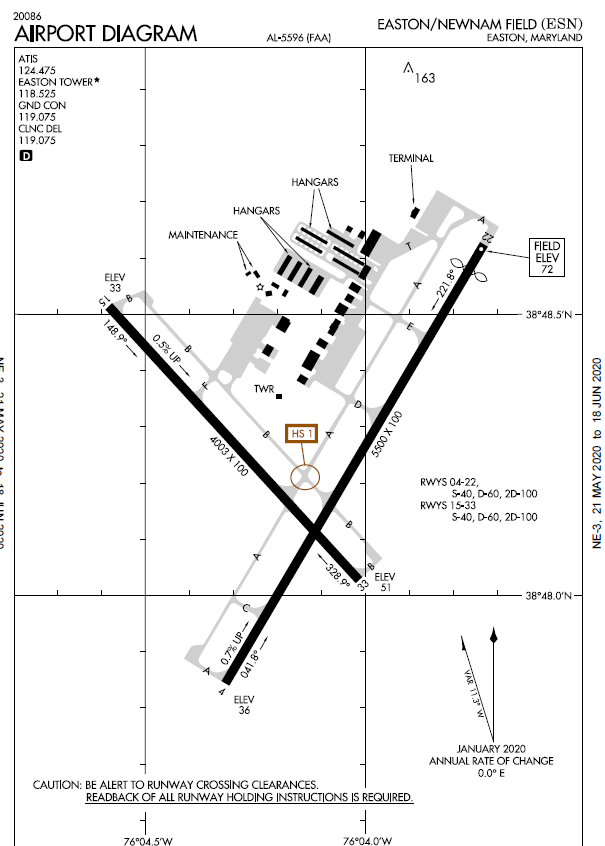 20086
AIRPORT DIAGRAM
AL-5596 (FAA)
EASTON/NEWNAM FIELD (ESN)
EASTON, MARYLAND
ATIS
124.475
EASTON TOWER★
118.525
GND CON
119.075
CLNC DEL
119.075
D
163
TERMINAL
HANGARS
HANGARS
MAINTENANCE
A
22
FIELD
ELEV
72
T
221.8°
A
ELEV
33
15
B
148.9°
0.5% UP
B
38°48.5'N
E
F
TWR
D
HS 1
A
B
4003 X 100
5500 X 100
RWYS 04-22,
S-40, D-60, 2D-100
RWYS 15-33
S-40, D-60, 2D-100
B
A
328.9°
B
33
ELEV
51
38°48.0'N
C
0.7% UP
041.8°
A
4
ELEV
36
VAR 11.3° W
JANUARY 2020
ANNUAL RATE OF CHANGE
0.0° E
CAUTION: BE ALERT TO RUNWAY CROSSING CLEARANCES.
READBACK OF ALL RUNWAY HOLDING INSTRUCTIONS IS REQUIRED.
76°04.5'W
76°04.0'W
NE-3, 21 MAY 2020 to 18 JUN 2020